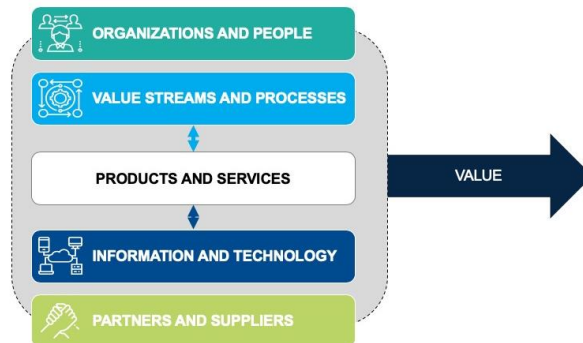 ORGANIZATIONS AND PEOPLE
VALUE STREAMS AND PROCESSES
PRODUCTS AND SERVICES
VALUE
INFORMATION AND TECHNOLOGY
PARTNERS AND SUPPLIERS